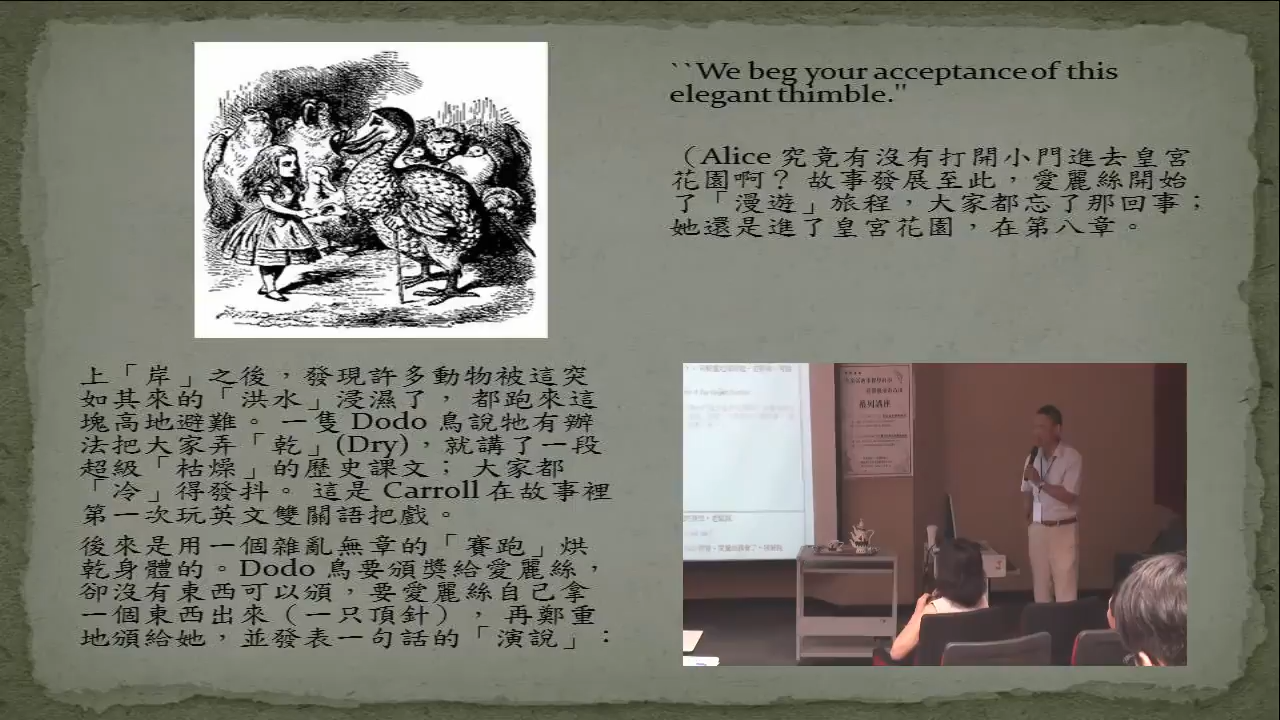 上「岸」之後，發現許多動物被這突
如其來的「洪水」浸濕了， 都跑來這
塊高地避難。 一隻 Dodo 鳥說牠有辦
法把大家弄「乾」(Dry)，就講了一段
超級「枯燥」的歷史課文； 大家都
「冷」得發抖。 這是 Carroll 在故事裡
第一次玩英文雙關語把戲。
後來是用一個雜亂無章的「賽跑」烘
乾身體的。Dodo 鳥要頒獎給愛麗絲，
卻沒有東西可以頒，要愛麗絲自己拿
一個東西出來（一只頂針）， 再鄭重
地頒給她，並發表一句話的「演說」：
``We beg your acceptance of this
elegant thimble.''
（Alice 究竟有沒有打開小門進去皇宮
花園啊？ 故事發展至此，愛麗絲開始
了「漫遊」旅程，大家都忘了那回事；
她還是進了皇宮花園，在第八章。
系列講座